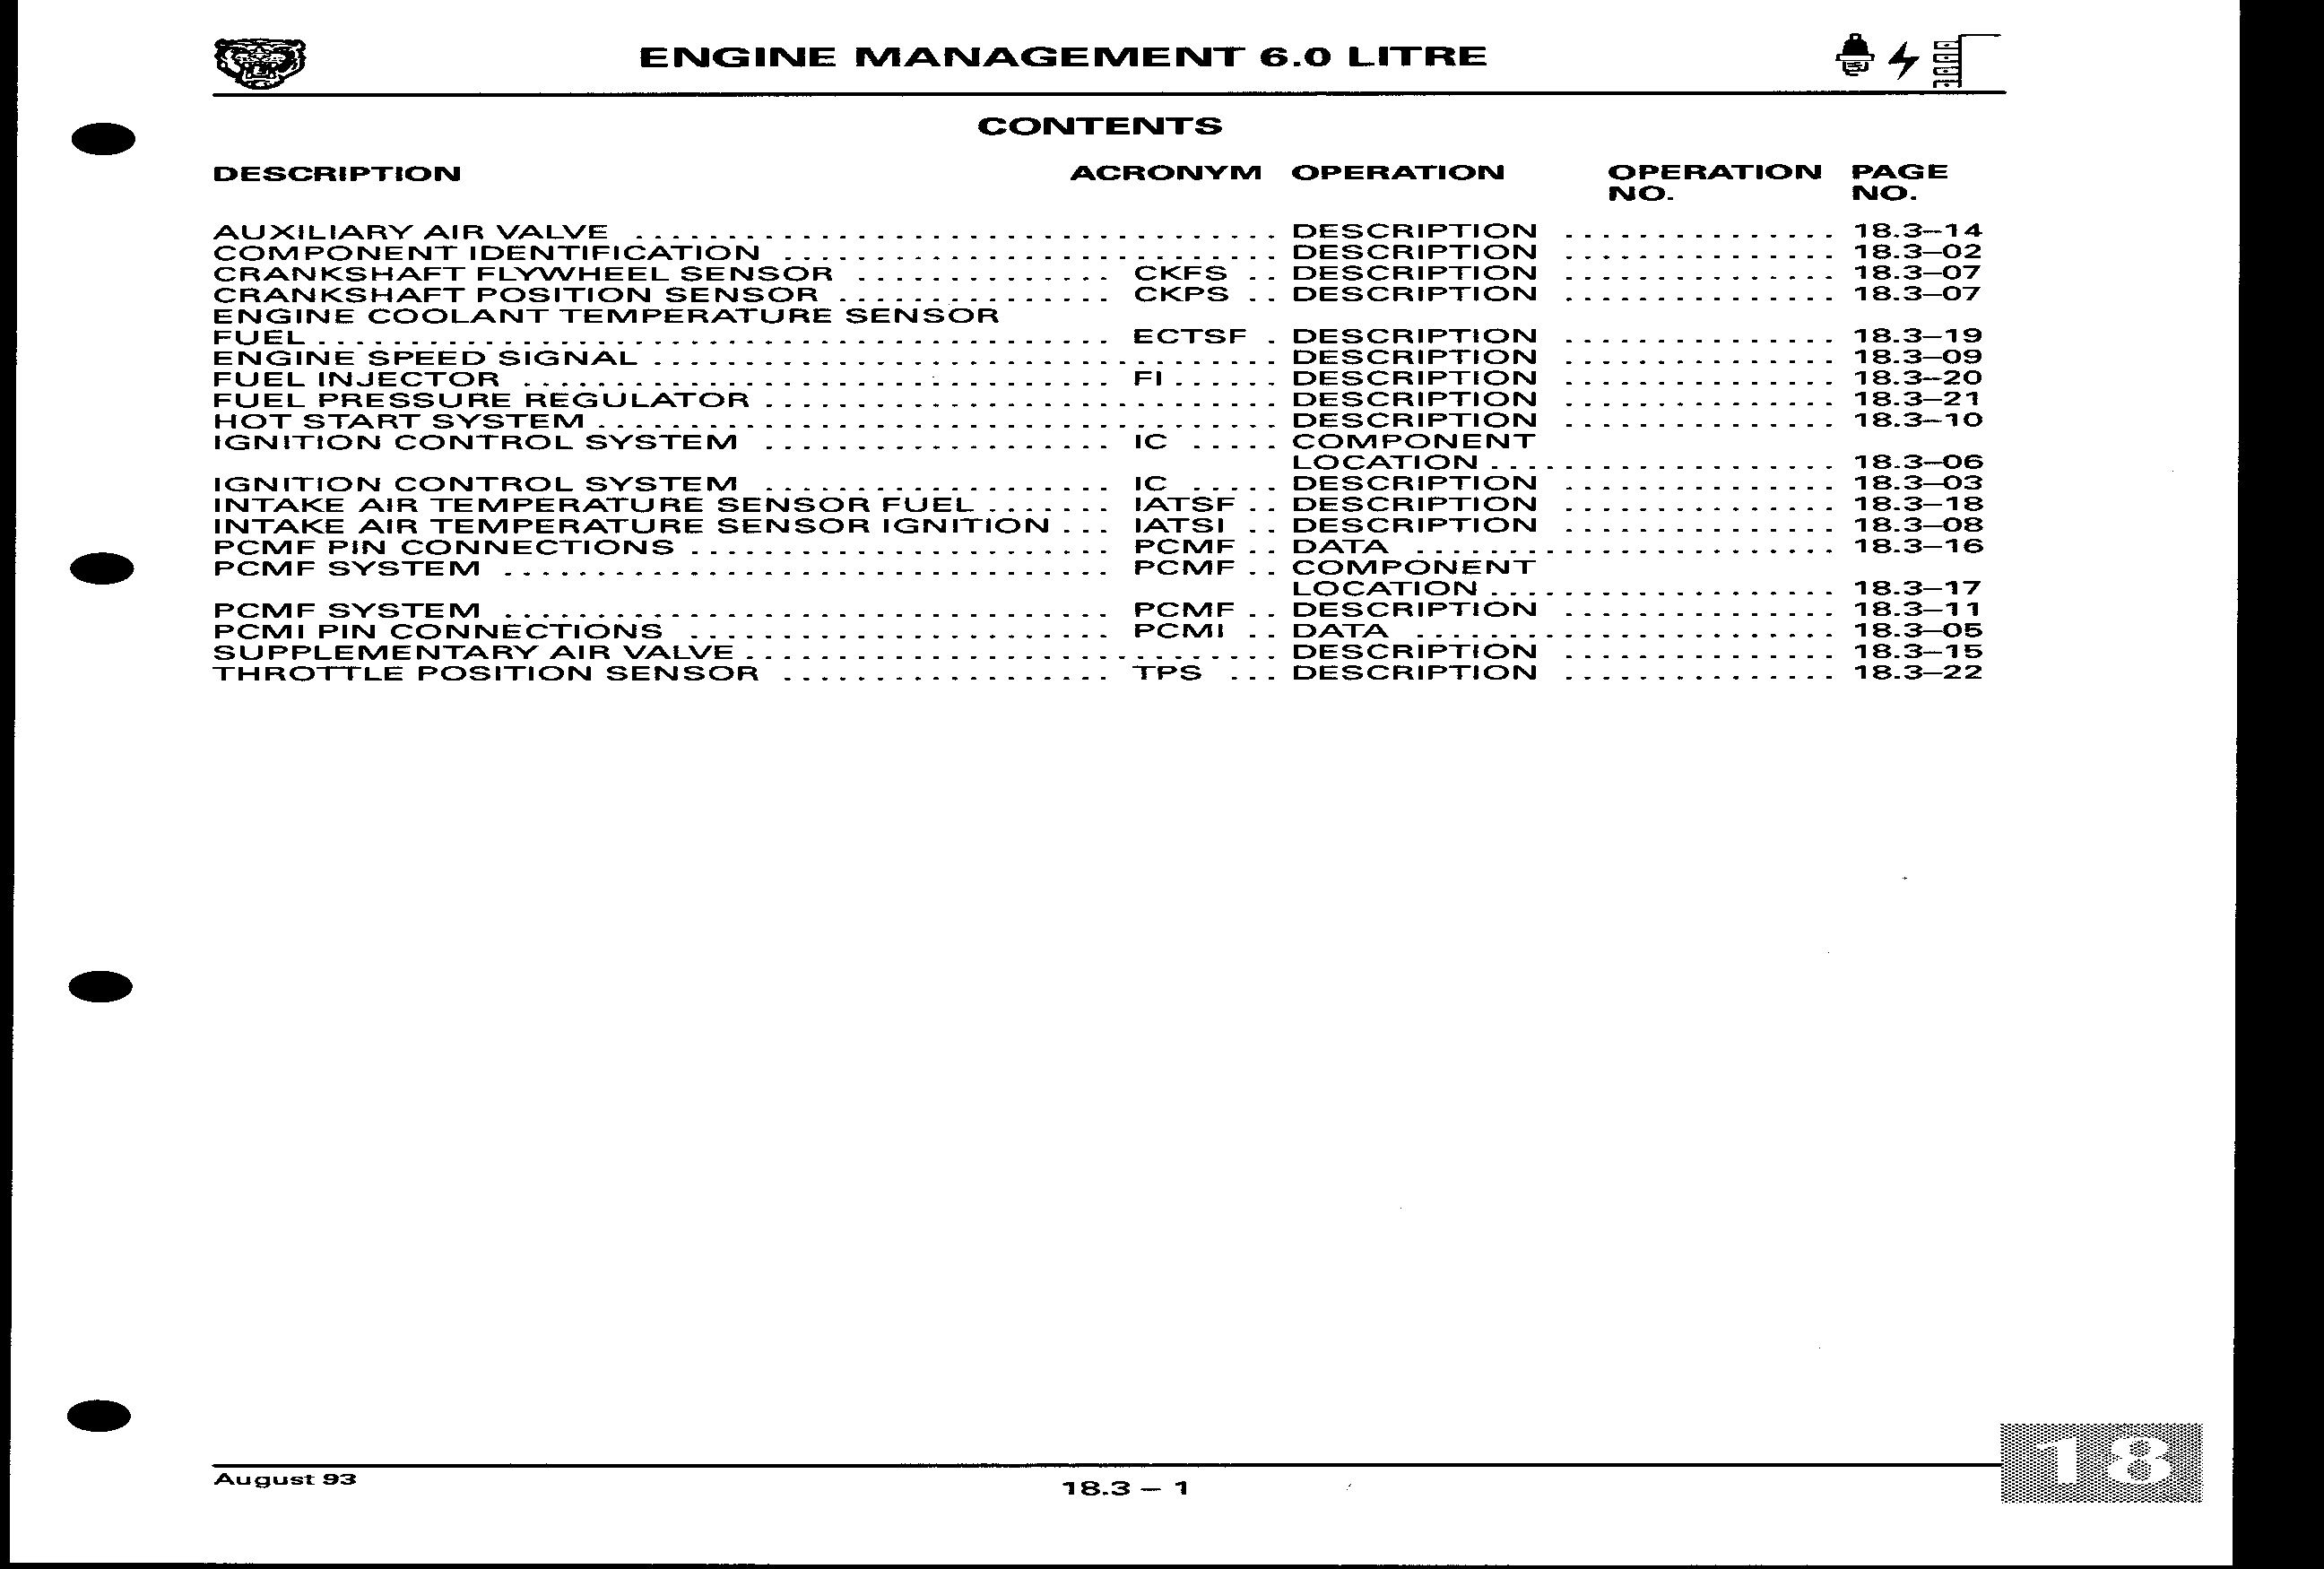 ENGINE MANAGEMENT 6.0 LITRE
CONTENTS
DESCRIPTION ACRONYM OPERATION OPERATION PAGE
NO. NO.
AUXILIARY AIR VALVE ................................... DESCRIPTION ............... 18.3–14
COMPONENT IDENTIFICATION ........................... DESCRIPTION ............... 18.3–02
CRANKSHAFT FLYWHEEL SENSOR .............. CKFS .. DESCRIPTION ............... 18.3–07
CRANKSHAFT POSITION SENSOR ............... CKPS .. DESCRIPTION ............... 18.3–07
ENGINE COOLANT TEMPERATURE SENSOR
FUEL ........................................... ECTSF . DESCRIPTION ............... 18.3–19
ENGINE SPEED SIGNAL .................................. DESCRIPTION ............... 18.3–09
FUEL INJECTOR ................................ FI ...... DESCRIPTION ............... 18.3–20
FUEL PRESSURE REGULATOR ............................ DESCRIPTION ............... 18.3–21
HOT START SYSTEM ..................................... DESCRIPTION ............... 18.3–10
IGNITION CONTROL SYSTEM ................... IC ..... COMPONENT
LOCATION ................... 18.3–06
IGNITION CONTROL SYSTEM ................... IC ..... DESCRIPTION ............... 18.3–03
INTAKE AIR TEMPERATURE SENSOR FUEL ....... IATSF .. DESCRIPTION ............... 18.3–18
INTAKE AIR TEMPERATURE SENSOR IGNITION ... IATSI .. DESCRIPTION ............... 18.3–08
PCMF PIN CONNECTIONS ....................... PCMF .. DATA ....................... 18.3–16
PCMF SYSTEM ................................. PCMF .. COMPONENT
LOCATION ................... 18.3–17
PCMF SYSTEM ................................. PCMF .. DESCRIPTION ............... 18.3–11
PCMI PIN CONNECTIONS ....................... PCMI .. DATA ....................... 18.3–05
SUPPLEMENTARY AIR VALVE ............................. DESCRIPTION ............... 18.3–15
THROTTLE POSITION SENSOR .................. TPS ... DESCRIPTION ............... 18.3–22
August 93
18.3 – 1
18